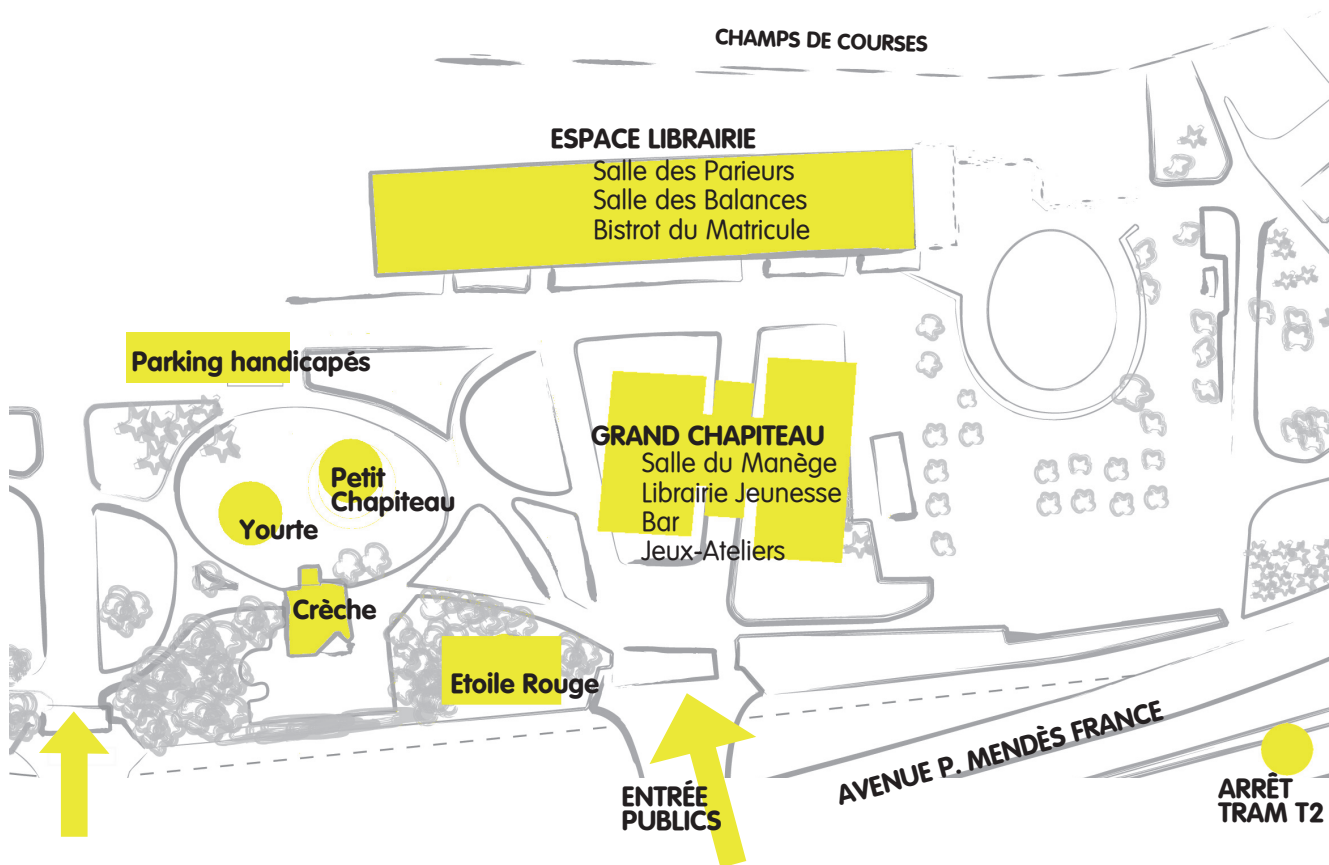 CHAMPS DE COURSES
ESPACE LIBRAIRIE
Salle des Parieurs
Salle des Balances
Bistrot du Matricule
Parking handicapés
GRAND CHAPITEAU
Salle du Manège
Librairie Jeunesse
Bar
Jeux-Ateliers
Petit
Chapiteau
Yourte
Crèche
Etoile Rouge
ENTRÉE
PUBLICS
AVENUE P. MENDÈS FRANCE
ARRÊT
TRAM T2